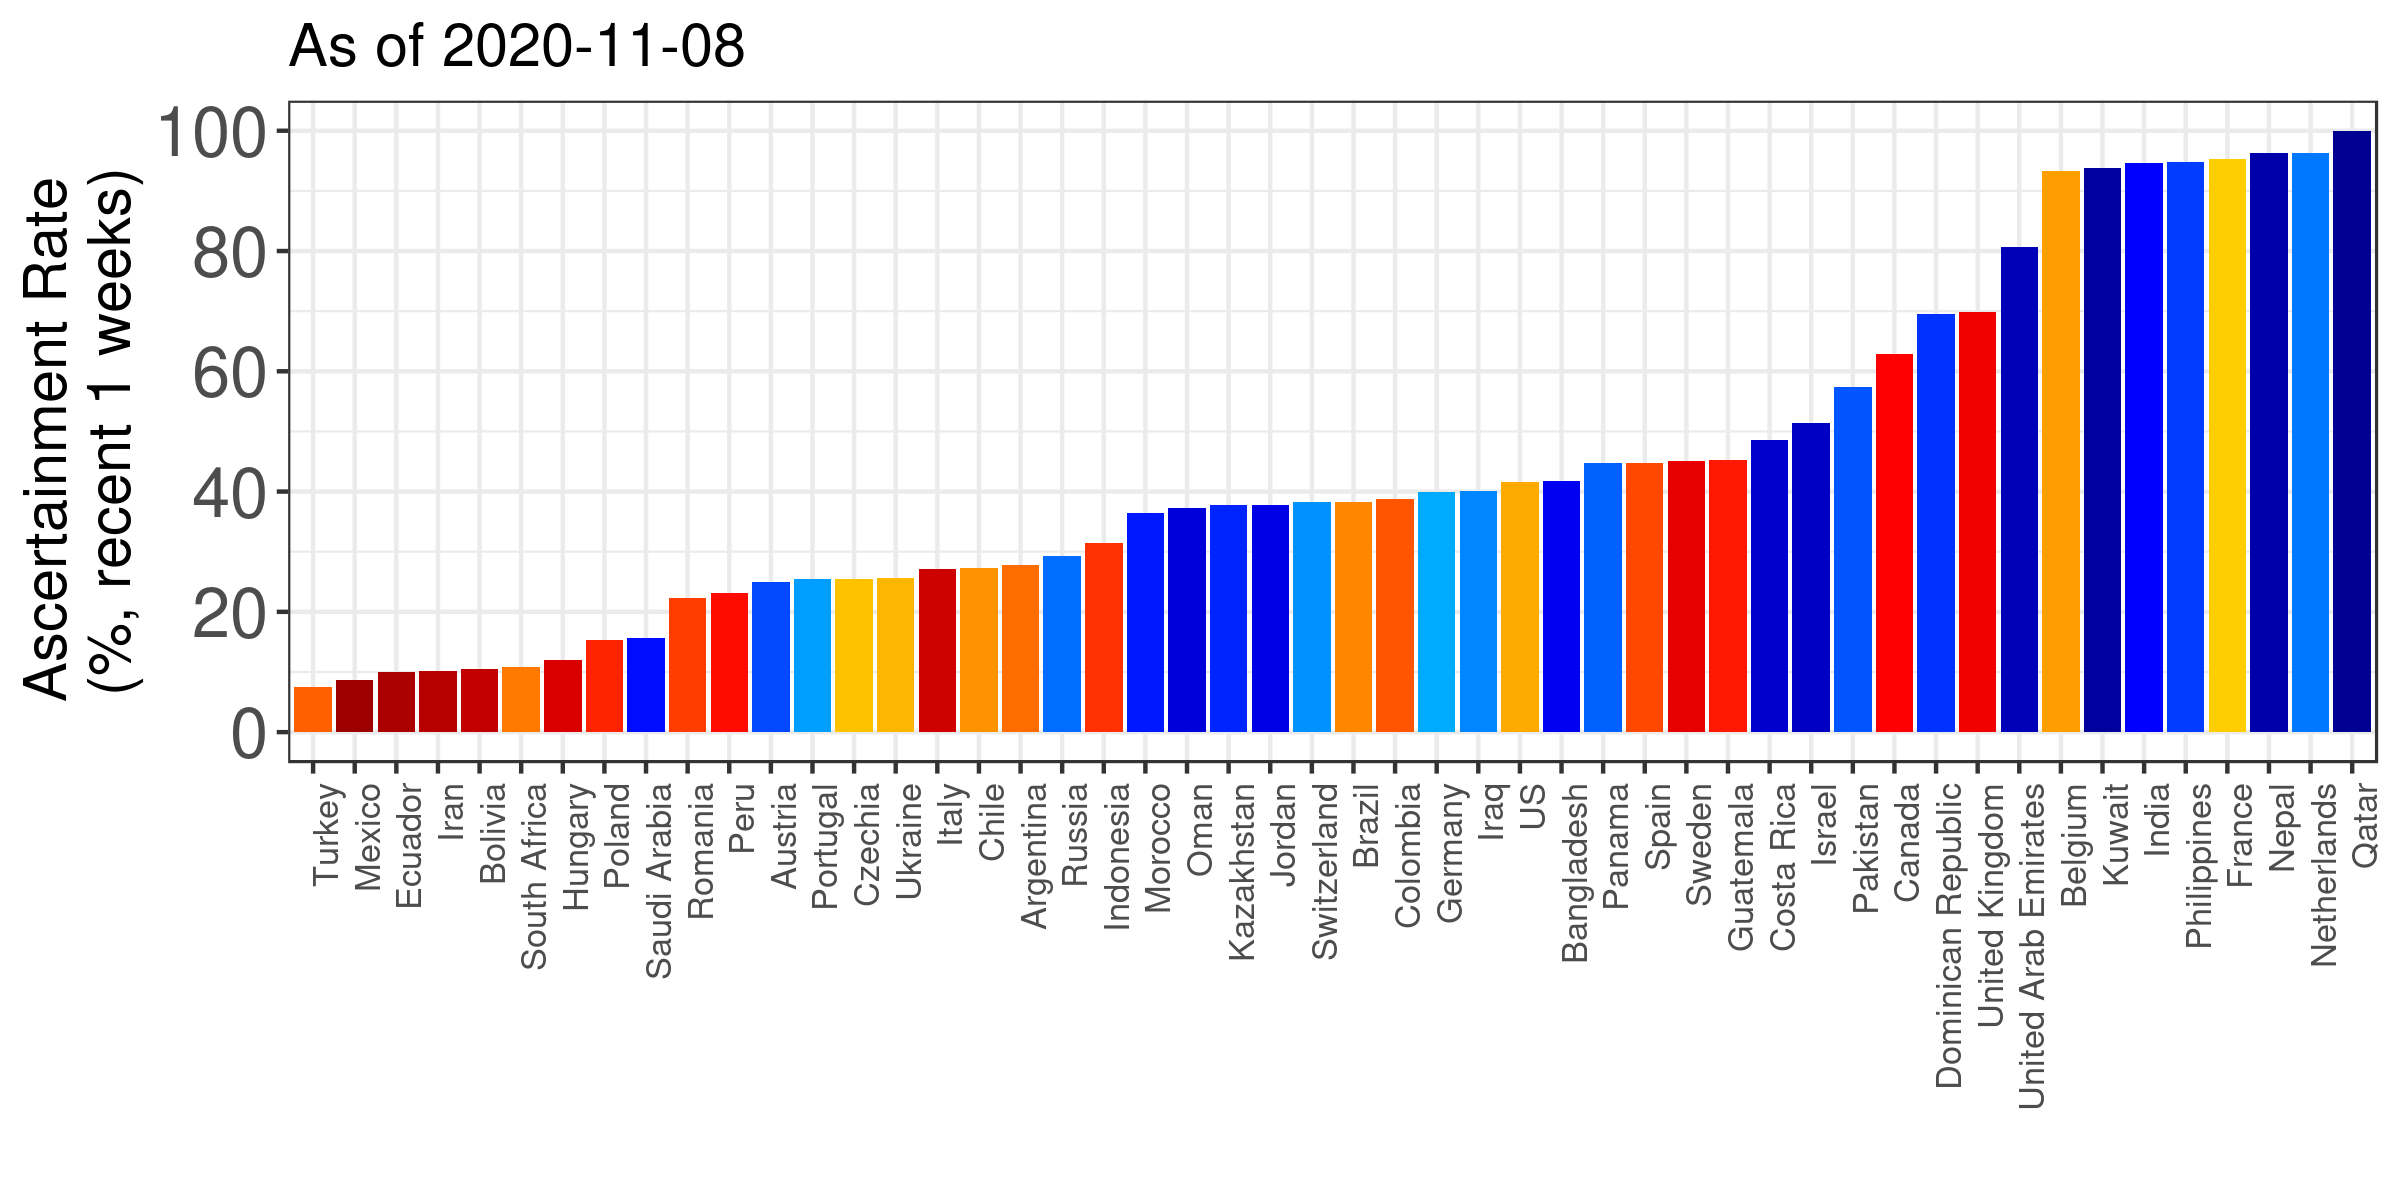 As of 2020-11-08
Ascertainment Rate
(%, recent 1 weeks)
100
80
60
40
20
0
Turkey
Mexico
Ecuador
Iran
Bolivia
South Africa
Hungary
Poland
Saudi Arabia
Romania
Peru
Austria
Portugal
Czechia
Ukraine
Italy
Chile
Argentina
Russia
Indonesia
Morocco
Oman
Kazakhstan
Jordan
Switzerland
Brazil
Colombia
Germany
Iraq
US
Bangladesh
Panama
Spain
Sweden
Guatemala
Costa Rica
Israel
Pakistan
Canada
Dominican Republic
United Kingdom
United Arab Emirates
Belgium
Kuwait
India
Philippines
France
Nepal
Netherlands
Qatar